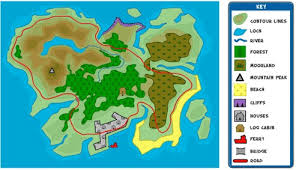 KEY
CONTOUR LINES
LOCH
RIVER
FOREST
MOORLAND
MOUNTAIN PEAK
BEACH
CLIFFS
HOUSES
LOG CABIN
FERRY
BRIDGE
ROAD